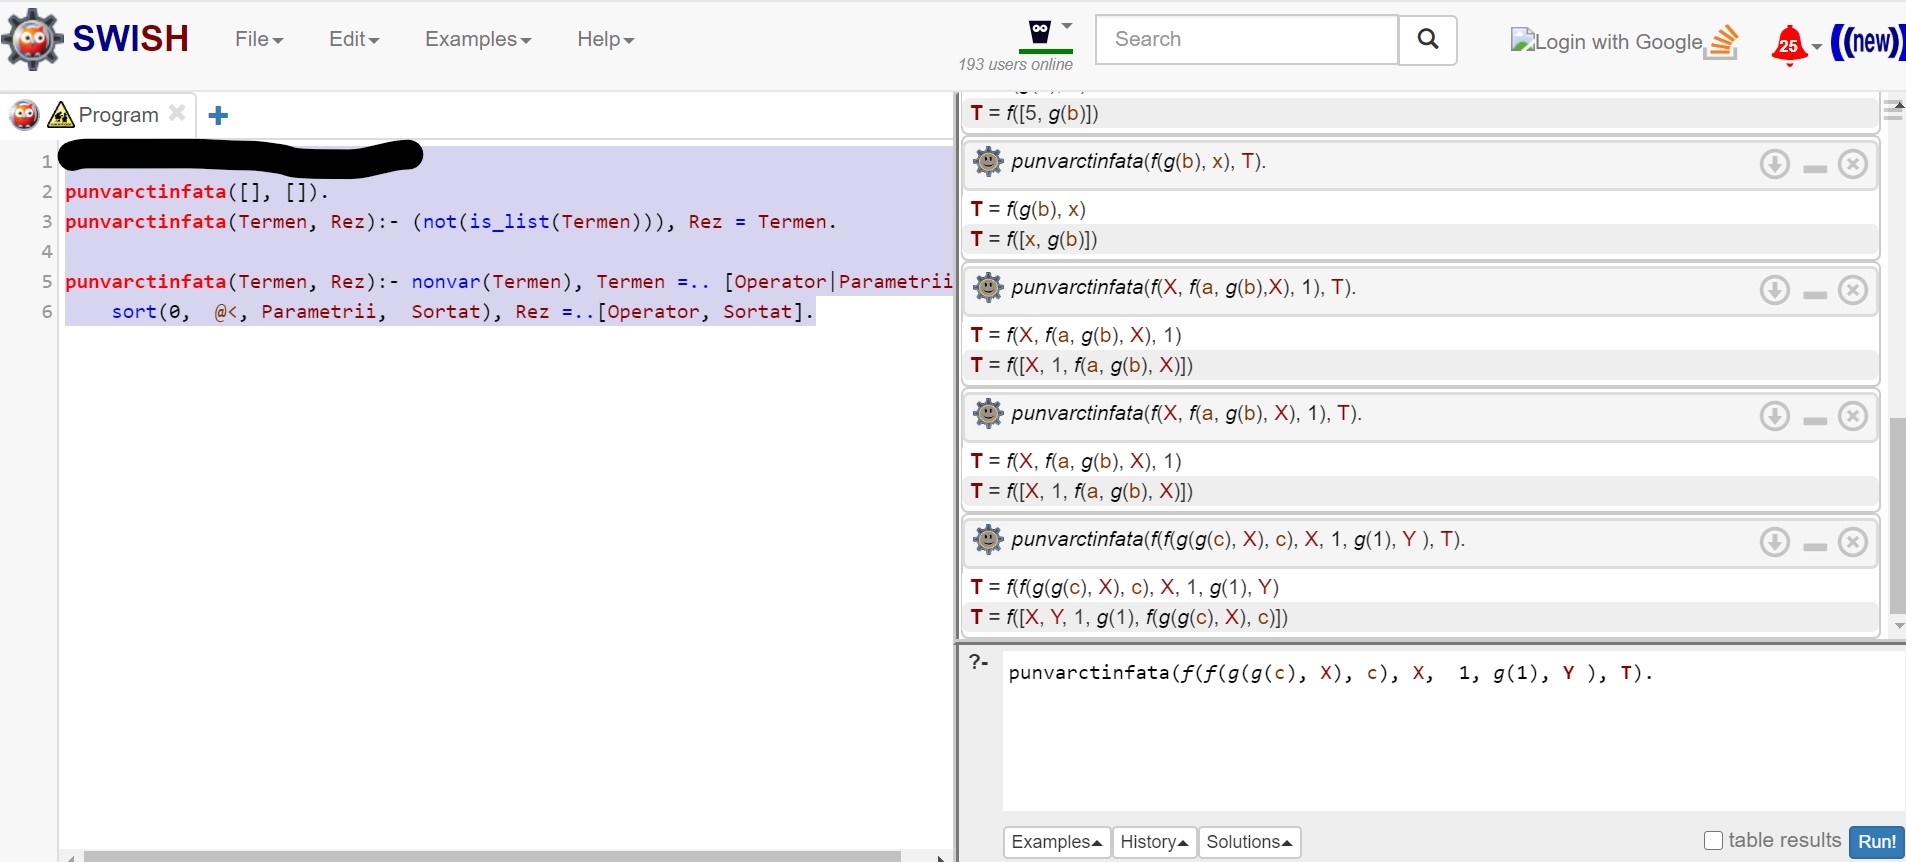 SWISH File Edit Examples Help 193 users online Search Login with Google 25 ((new))
Program
1
2 punvarctinfata([], []).
3 punvarctinfata(Termen, Rez):- (not(is_list(Termen))), Rez = Termen.
4
5 punvarctinfata(Termen, Rez):- nonvar(Termen), Termen =.. [Operator|Parametrii
6 sort(0, @<, Parametrii, Sortat), Rez =..[Operator, Sortat].
T = f([5, g(b)])
punvarctinfata(f(g(b), x), T).
T = f(g(b), x)
T = f([x, g(b)])
punvarctinfata(f(X, f(a, g(b),X), 1), T).
T = f(X, f(a, g(b), X), 1)
T = f([X, 1, f(a, g(b), X)])
punvarctinfata(f(X, f(a, g(b), X), 1), T).
T = f(X, f(a, g(b), X), 1)
T = f([X, 1, f(a, g(b), X)])
punvarctinfata(f(f(g(g(c), X), c), X, 1, g(1), Y ), T).
T = f(f(g(g(c), X), c), X, 1, g(1), Y)
T = f([X, Y, 1, g(1), f(g(g(c), X), c)])
?- punvarctinfata(f(f(g(g(c), X), c), X,  1, g(1), Y ), T).
Examples History Solutions table results Run!